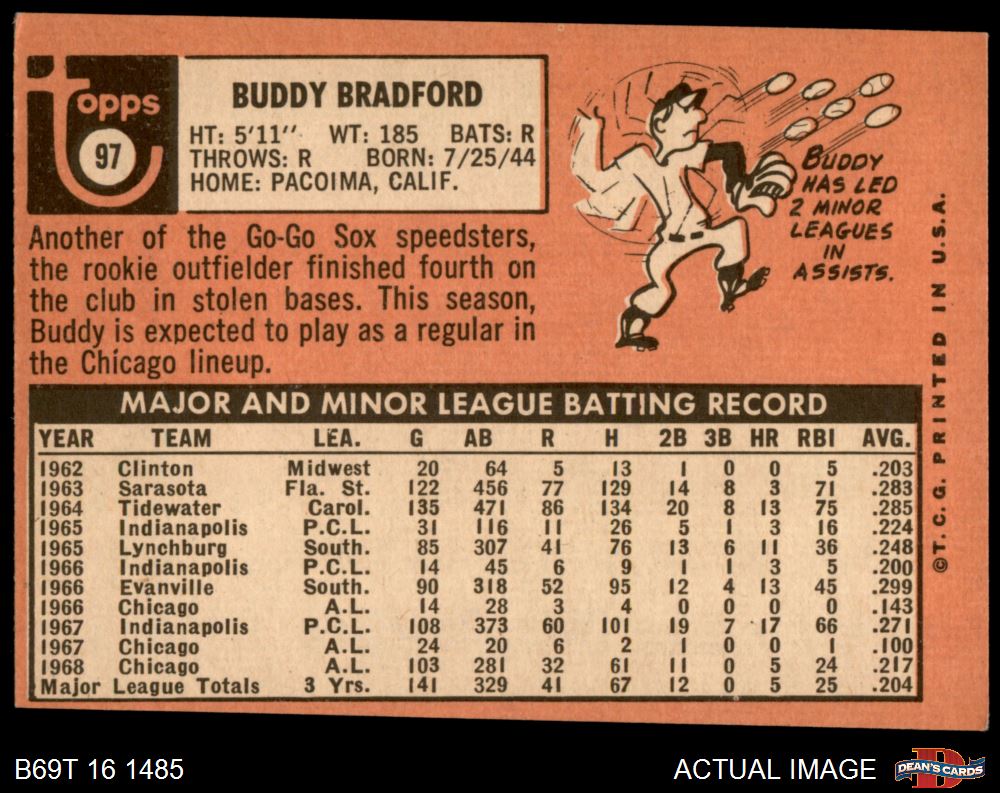 Topps
97
BUDDY BRADFORD
HT: 5'11" WT: 185 BATS: R
THROWS: R BORN: 7/25/44
HOME: PACOIMA, CALIF.
Another of the Go-Go Sox speedsters,
the rookie outfielder finished fourth on
the club in stolen bases. This season,
Buddy is expected to play as a regular in
the Chicago lineup.
BUDDY
HAS LED
2 MINOR
LEAGUES
IN
ASSISTS.
©T. C. G. PRINTED IN U.S.A.
MAJOR AND MINOR LEAGUE BATTING RECORD
YEAR TEAM LEA. G AB R H 2B 3B HR RBI AVG.
1962 Clinton Midwest 20 64 5 13 1 0 0 5 .203
1963 Sarasota Fla. St. 122 456 77 129 14 8 3 71 .283
1964 Tidewater Carol. 135 471 86 134 20 8 13 75 .285
1965 Indianapolis P.C.L. 31 116 11 26 5 1 3 16 .224
1965 Lynchburg South. 85 307 41 76 13 6 11 36 .248
1966 Indianapolis P.C.L. 14 45 6 9 1 1 3 5 .200
1966 Evanville South. 90 318 52 95 12 4 13 45 .299
1966 Chicago A.L. 14 28 3 4 0 0 0 0 .143
1967 Indianapolis P.C.L. 108 373 60 101 19 7 17 66 .271
1967 Chicago A.L. 24 20 6 2 1 0 0 1 .100
1968 Chicago A.L. 103 281 32 61 11 0 5 24 .217
Major League Totals 3 Yrs. 141 329 41 67 12 0 5 25 .204
B69T 16 1485
ACTUAL IMAGE
DEAN'S CARDS